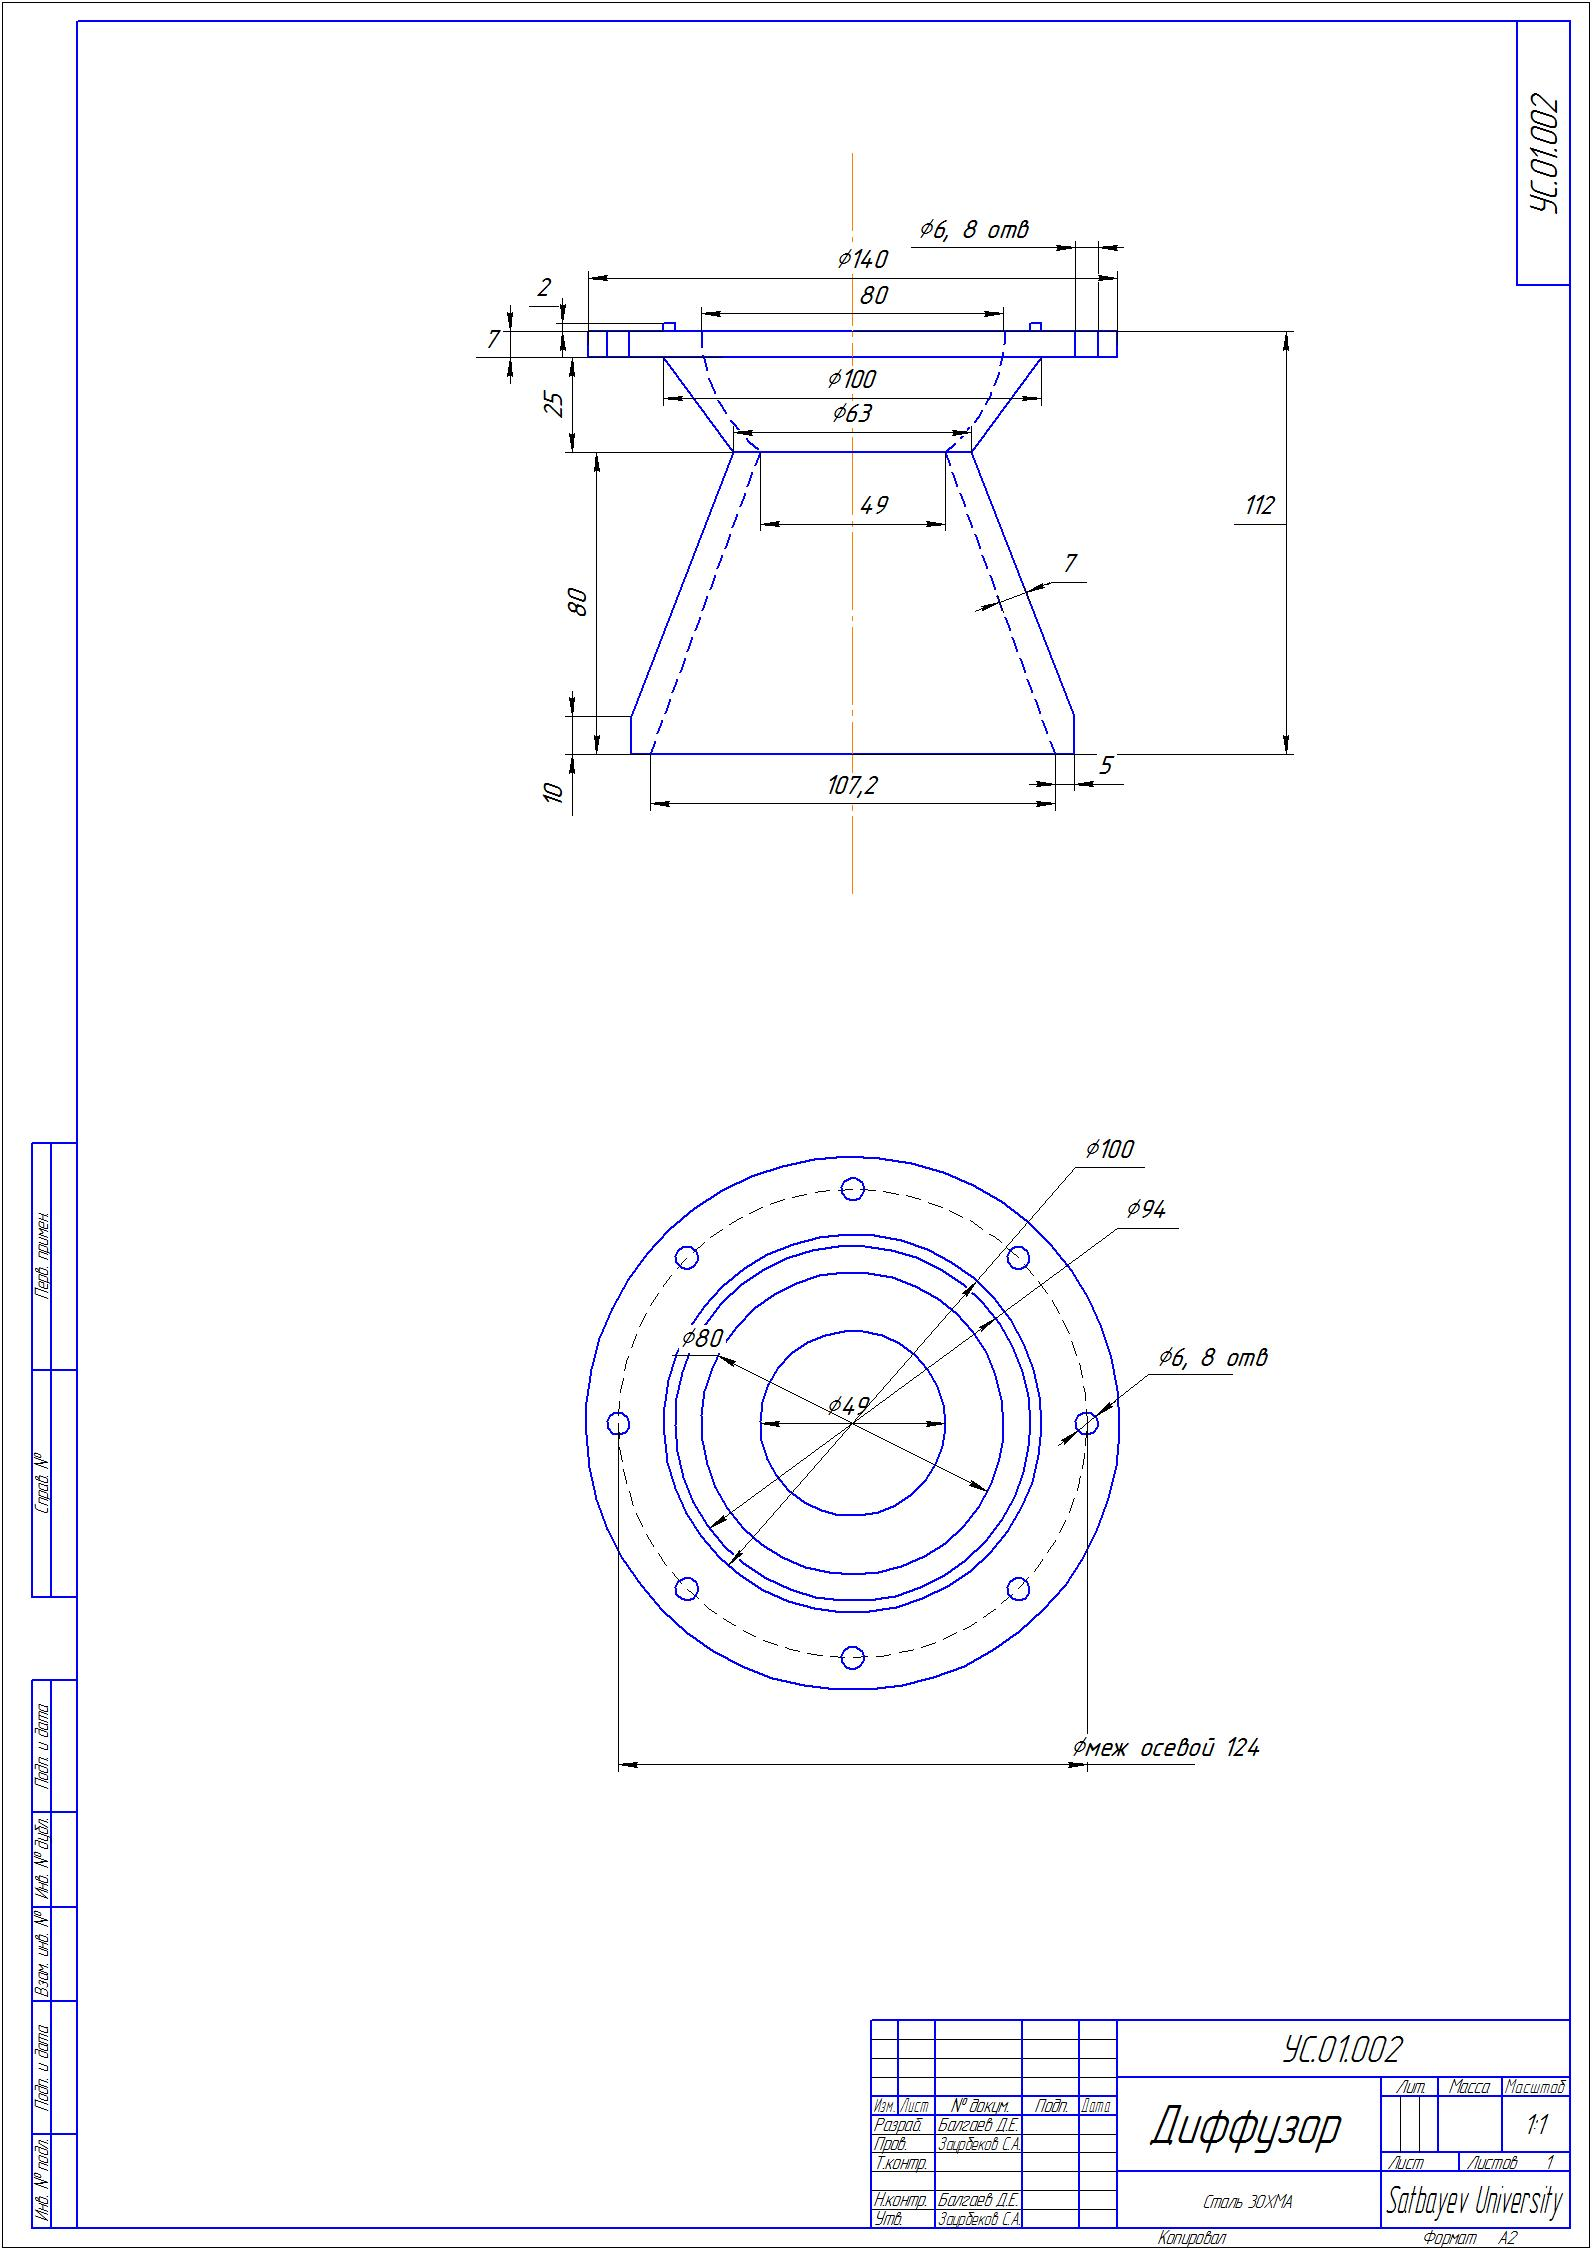 УС.01.002
⌀6, 8 отв
⌀140
80
2
7
⌀100
⌀63
25
49
112
7
80
10
107,2
5
⌀100
⌀94
⌀80
⌀6, 8 отв
⌀49
⌀меж осевой 124
Перв. примен.
Справ. №
Подп. и дата
Инв. № дубл.
Взам. инв. №
Подп. и дата
Инв. № подл.
УС.01.002
Лит. Масса Масштаб
Изм. Лист № докум. Подп. Дата
Разраб. Балгаев Д.Е.
Пров. Заурбеков С.А.
Т.контр.
Н.контр. Балгаев Д.Е.
Утв. Заурбеков С.А.
Диффузор
1:1
Лист Листов 1
Сталь 30ХМА
Satbayev University
Копировал Формат А2